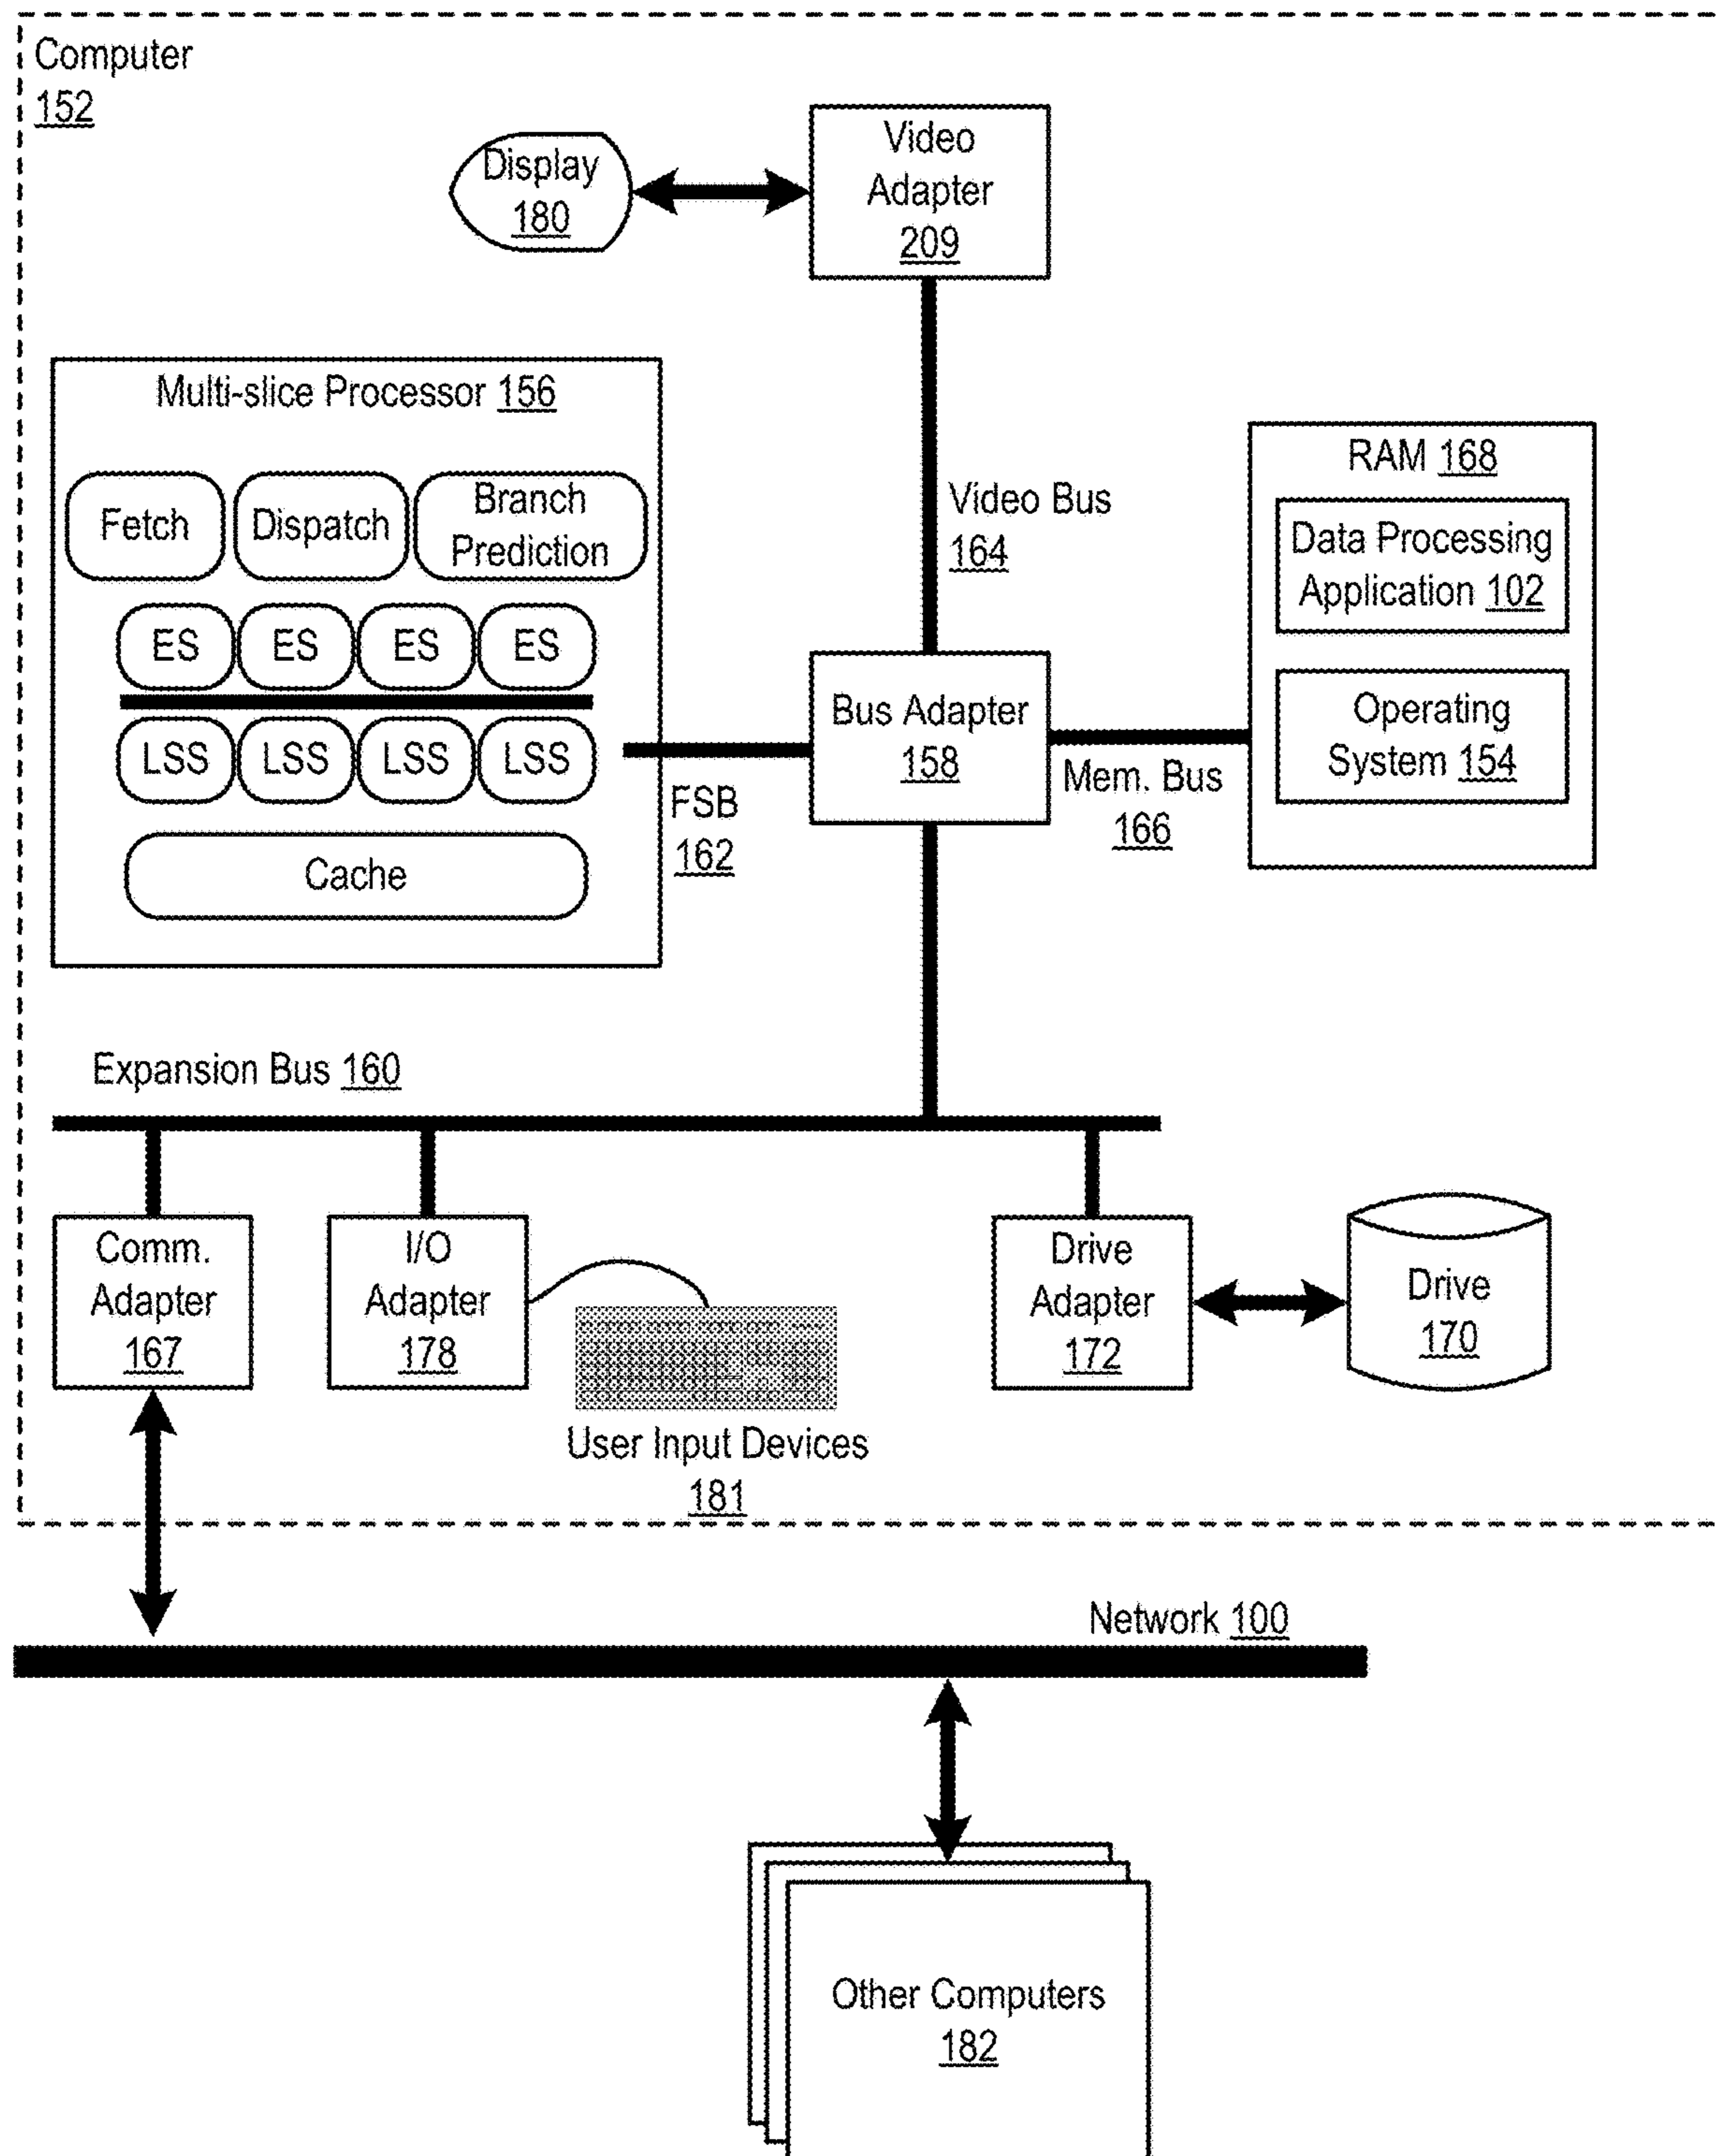 Computer
152
Display
180
Video
Adapter
209
Multi-slice Processor 156
Fetch
Dispatch
Branch
Prediction
ES
ES
ES
ES
LSS
LSS
LSS
LSS
Cache
FSB
162
Video Bus
164
Bus Adapter
158
Mem. Bus
166
RAM 168
Data Processing
Application 102
Operating
System 154
Expansion Bus 160
Comm.
Adapter
167
I/O
Adapter
178
User Input Devices
181
Drive
Adapter
172
Drive
170
Network 100
Other Computers
182